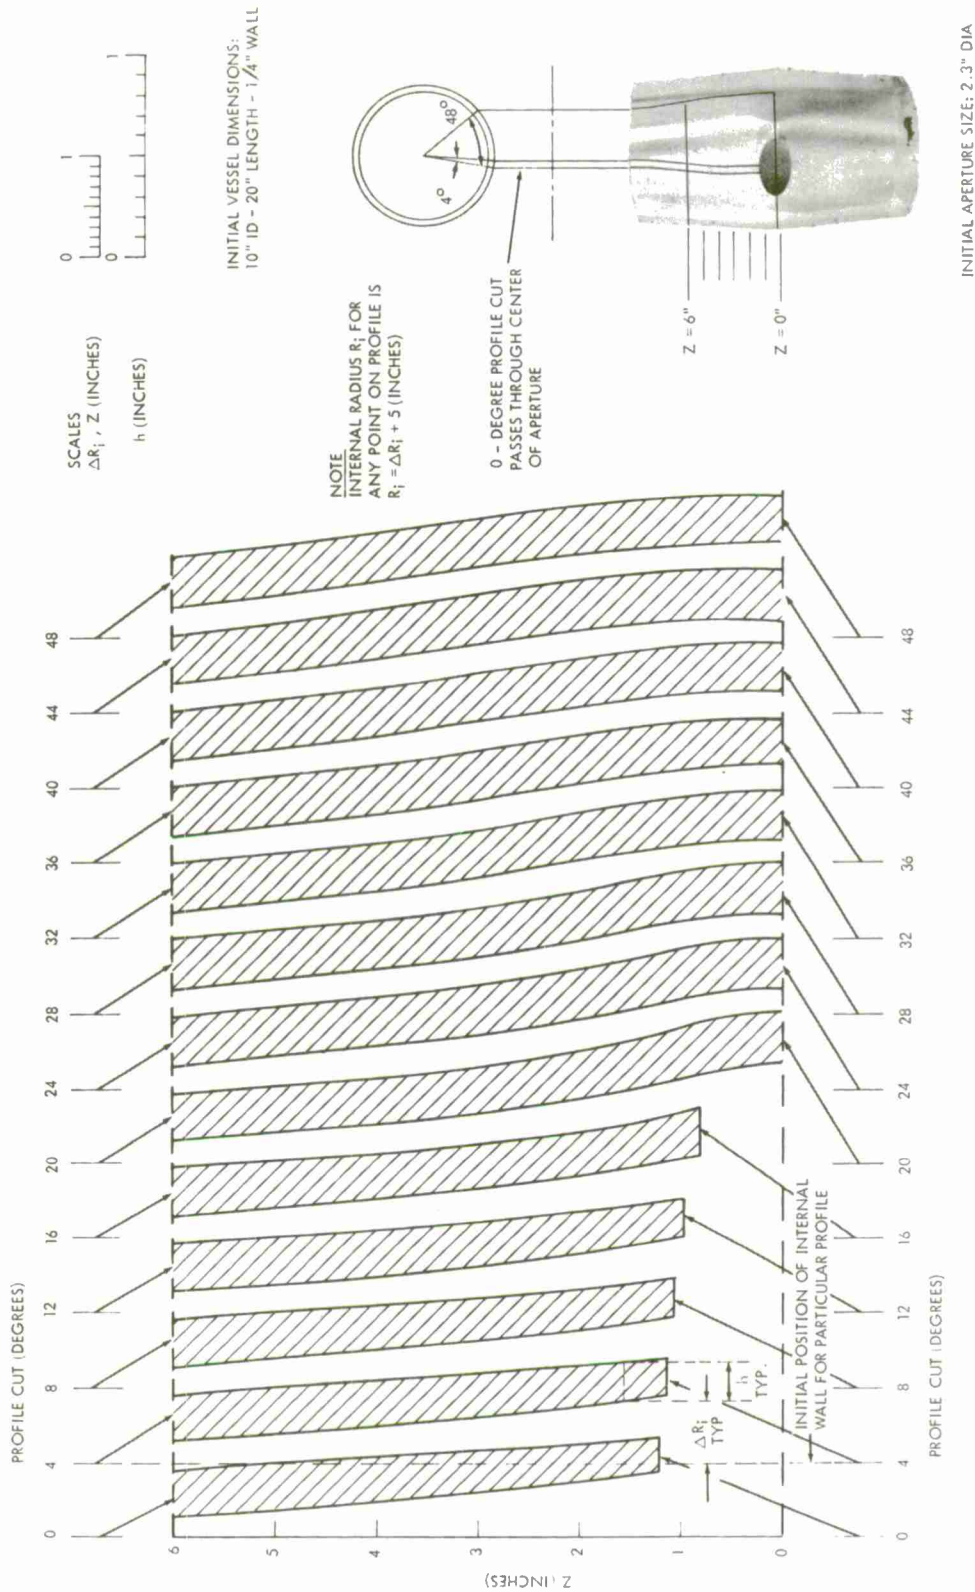 SCALES
ΔRi , Z (INCHES)
0 1
h (INCHES)
0 1
INITIAL VESSEL DIMENSIONS:
10" ID - 20" LENGTH - 1/4" WALL
NOTE
INTERNAL RADIUS Ri FOR
ANY POINT ON PROFILE IS
Ri = ΔRi + 5 (INCHES)
4° 48°
0 - DEGREE PROFILE CUT
PASSES THROUGH CENTER
OF APERTURE
Z = 6"
Z = 0"
INITIAL APERTURE SIZE: 2.3" DIA
PROFILE CUT (DEGREES)
0 4 8 12 16 20 24 28 32 36 40 44 48
Z (INCHES)
6
5
4
3
2
1
0
ΔRi
TYP
h
TYP.
INITIAL POSITION OF INTERNAL
WALL FOR PARTICULAR PROFILE
0 4 8 12 16 20 24 28 32 36 40 44 48
PROFILE CUT (DEGREES)